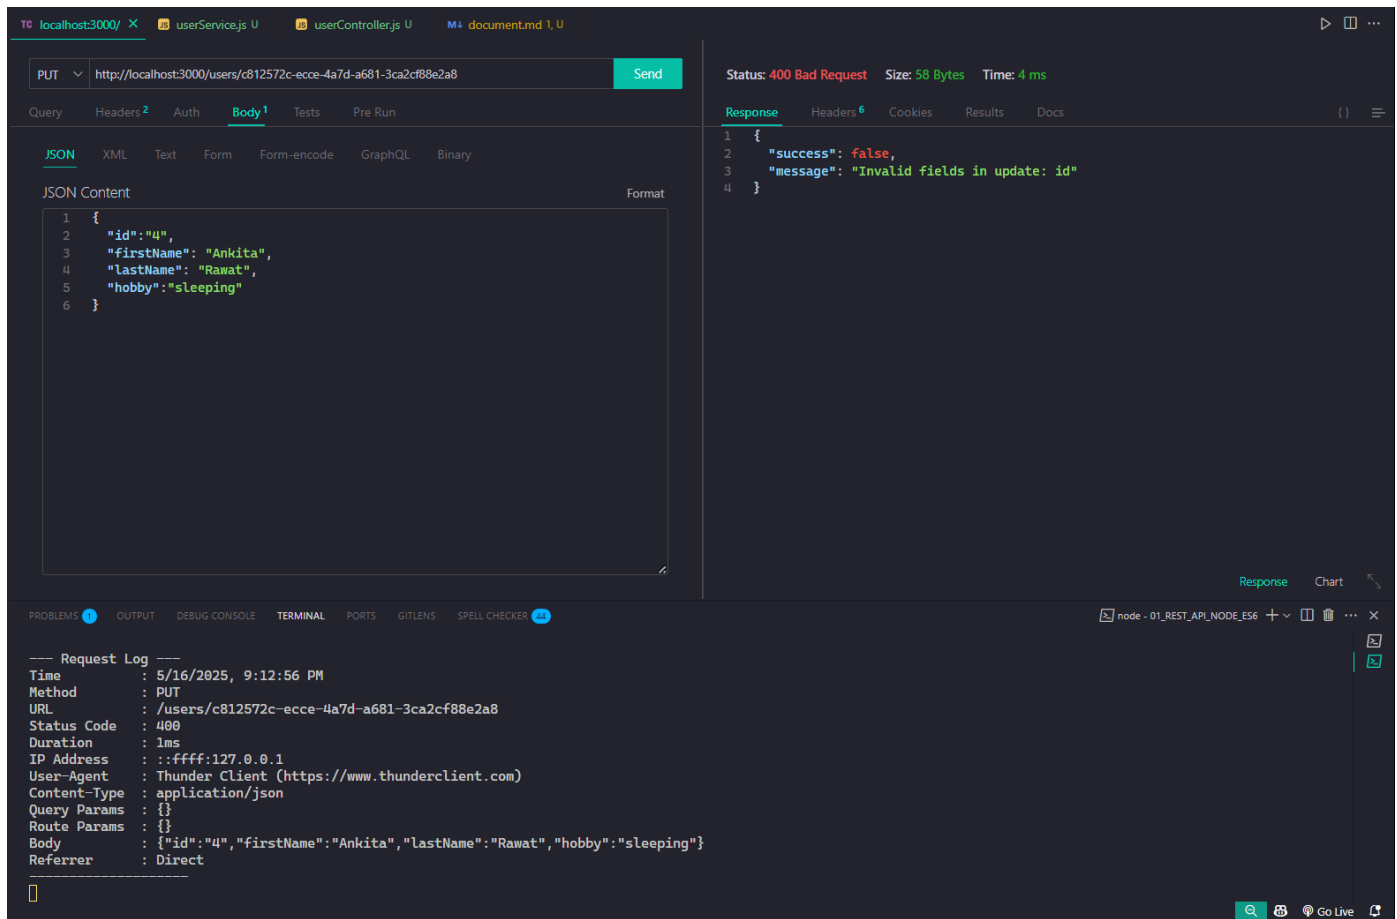 TC localhost:3000/ × JS userService.js U JS userController.js U M↓ document.md 1, U
PUT http://localhost:3000/users/c812572c-ecce-4a7d-a681-3ca2cf88e2a8 Send
Query Headers 2 Auth Body 1 Tests Pre Run
JSON XML Text Form Form-encode GraphQL Binary
JSON Content Format
1 {
2 "id":"4",
3 "firstName": "Ankita",
4 "lastName": "Rawat",
5 "hobby":"sleeping"
6 }
Status: 400 Bad Request Size: 58 Bytes Time: 4 ms
Response Headers 6 Cookies Results Docs {}
1 {
2 "success": false,
3 "message": "Invalid fields in update: id"
4 }
Response Chart
PROBLEMS 1 OUTPUT DEBUG CONSOLE TERMINAL PORTS GITLENS SPELL CHECKER 44 node - 01_REST_API_NODE_ES6
--- Request Log ---
Time : 5/16/2025, 9:12:56 PM
Method : PUT
URL : /users/c812572c-ecce-4a7d-a681-3ca2cf88e2a8
Status Code : 400
Duration : 1ms
IP Address : ::ffff:127.0.0.1
User-Agent : Thunder Client (https://www.thunderclient.com)
Content-Type : application/json
Query Params : {}
Route Params : {}
Body : {"id":"4","firstName":"Ankita","lastName":"Rawat","hobby":"sleeping"}
Referrer : Direct
--------------------
Go Live